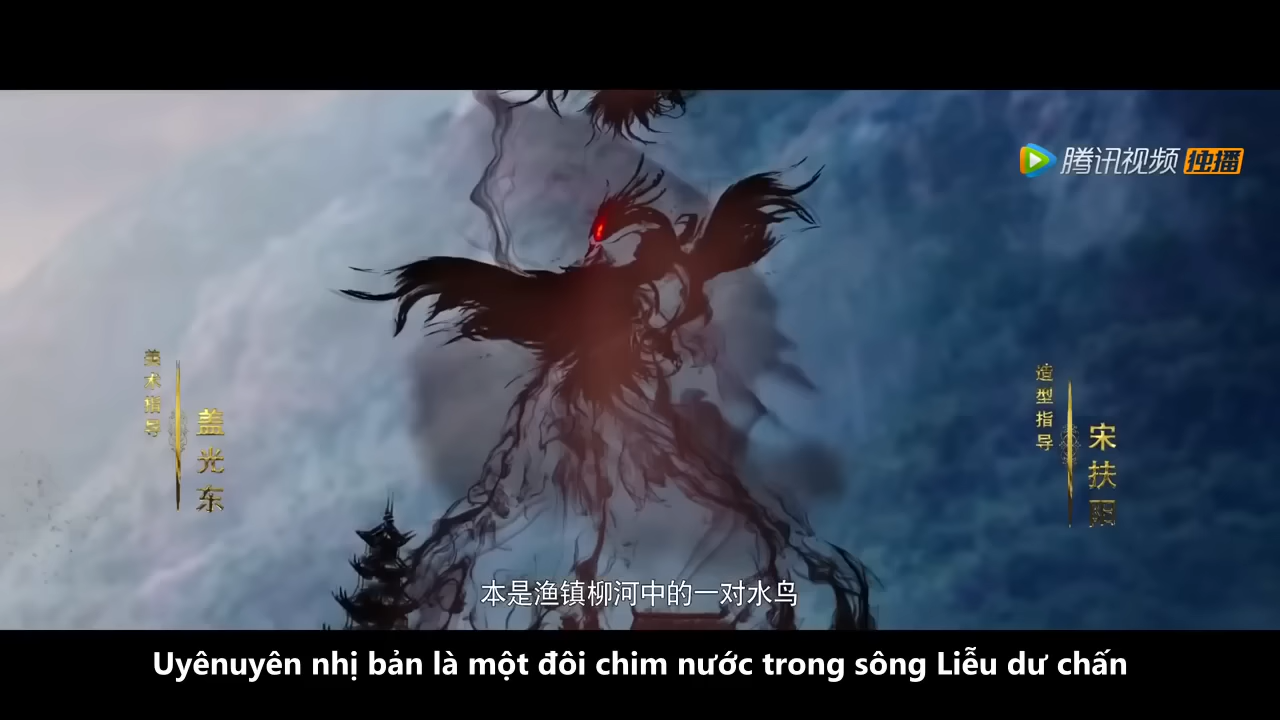 腾讯视频 独播
美术指导
盖光东
造型指导
宋扶丽
本是渔镇柳河中的一对水鸟
Uyênuyên nhị bản là một đôi chim nước trong sông Liễu dư chấn